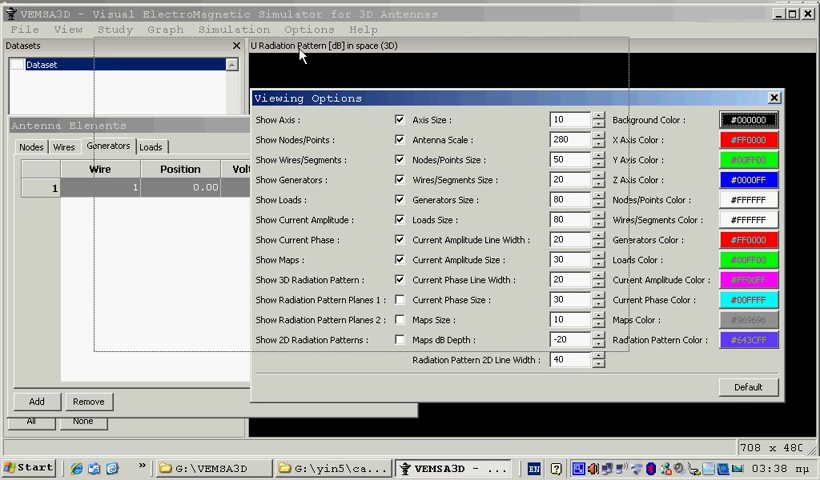 VEMSA3D - Visual ElectroMagnetic Simulator for 3D Antennas
File View Study Graph Simulation Options Help
Datasets
U Radiation Pattern [dB] in space (3D)
Dataset
Viewing Options
Antenna Elements
Nodes Wires Generators Loads
Wire Position Volt
1 1 0.00
Add Remove
All None
Show Axis : Axis Size : 10 Background Color : #000000
Show Nodes/Points : Antenna Scale : 280 X Axis Color : #FF0000
Show Wires/Segments : Nodes/Points Size : 50 Y Axis Color : #00FF00
Show Generators : Wires/Segments Size : 20 Z Axis Color : #0000FF
Show Loads : Generators Size : 80 Nodes/Points Color : #FFFFFF
Show Current Amplitude : Loads Size : 80 Wires/Segments Color : #FFFFFF
Show Current Phase : Current Amplitude Line Width : 20 Generators Color : #FF0000
Show Maps : Current Amplitude Size : 30 Loads Color : #00FF00
Show 3D Radiation Pattern : Current Phase Line Width : 20 Current Amplitude Color : #FF00FF
Show Radiation Pattern Planes 1 : Current Phase Size : 30 Current Phase Color : #00FFFF
Show Radiation Pattern Planes 2 : Maps Size : 10 Maps Color : #969696
Show 2D Radiation Patterns : Maps dB Depth : -20 Radiation Pattern Color : #643CFF
Radiation Pattern 2D Line Width : 40
Default
708 x 480
Start » G:\VEMSA3D G:\yin5\ca... VEMSA3D - ... EN 03:38 πμ